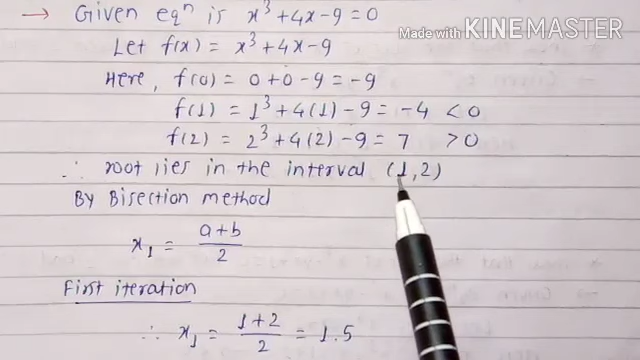 Made with KINEMASTER
→ Given eqⁿ is x³+4x-9=0
Let f(x) = x³+4x-9
Here, f(0) = 0+0-9 = -9
f(1) = 1³+4(1)-9 = -4 <0
f(2) = 2³+4(2)-9 = 7 >0
∴ root lies in the interval (1,2)
By Bisection method
x₁ = a+b/2
First iteration
∴ x₁ = 1+2/2 = 1.5